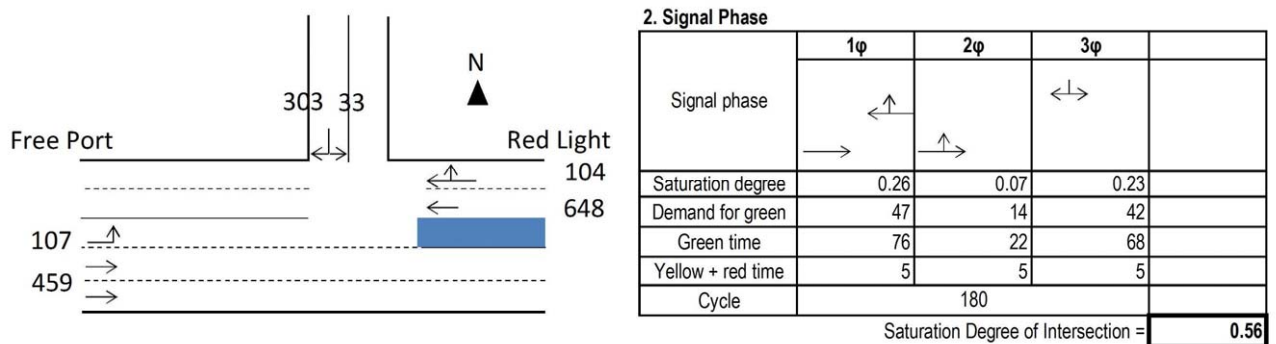 N
303 33
Free Port
Red Light
104
648
107
459
2. Signal Phase
1φ 2φ 3φ
Signal phase
Saturation degree 0.26 0.07 0.23
Demand for green 47 14 42
Green time 76 22 68
Yellow + red time 5 5 5
Cycle 180
Saturation Degree of Intersection = 0.56